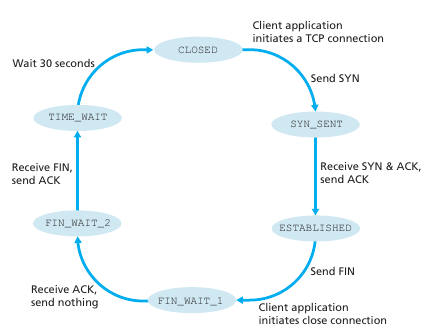 Client application
initiates a TCP connection
CLOSED
Wait 30 seconds
Send SYN
TIME_WAIT
SYN_SENT
Receive FIN,
send ACK
Receive SYN & ACK,
send ACK
FIN_WAIT_2
ESTABLISHED
Send FIN
Receive ACK,
send nothing
FIN_WAIT_1
Client application
initiates close connection